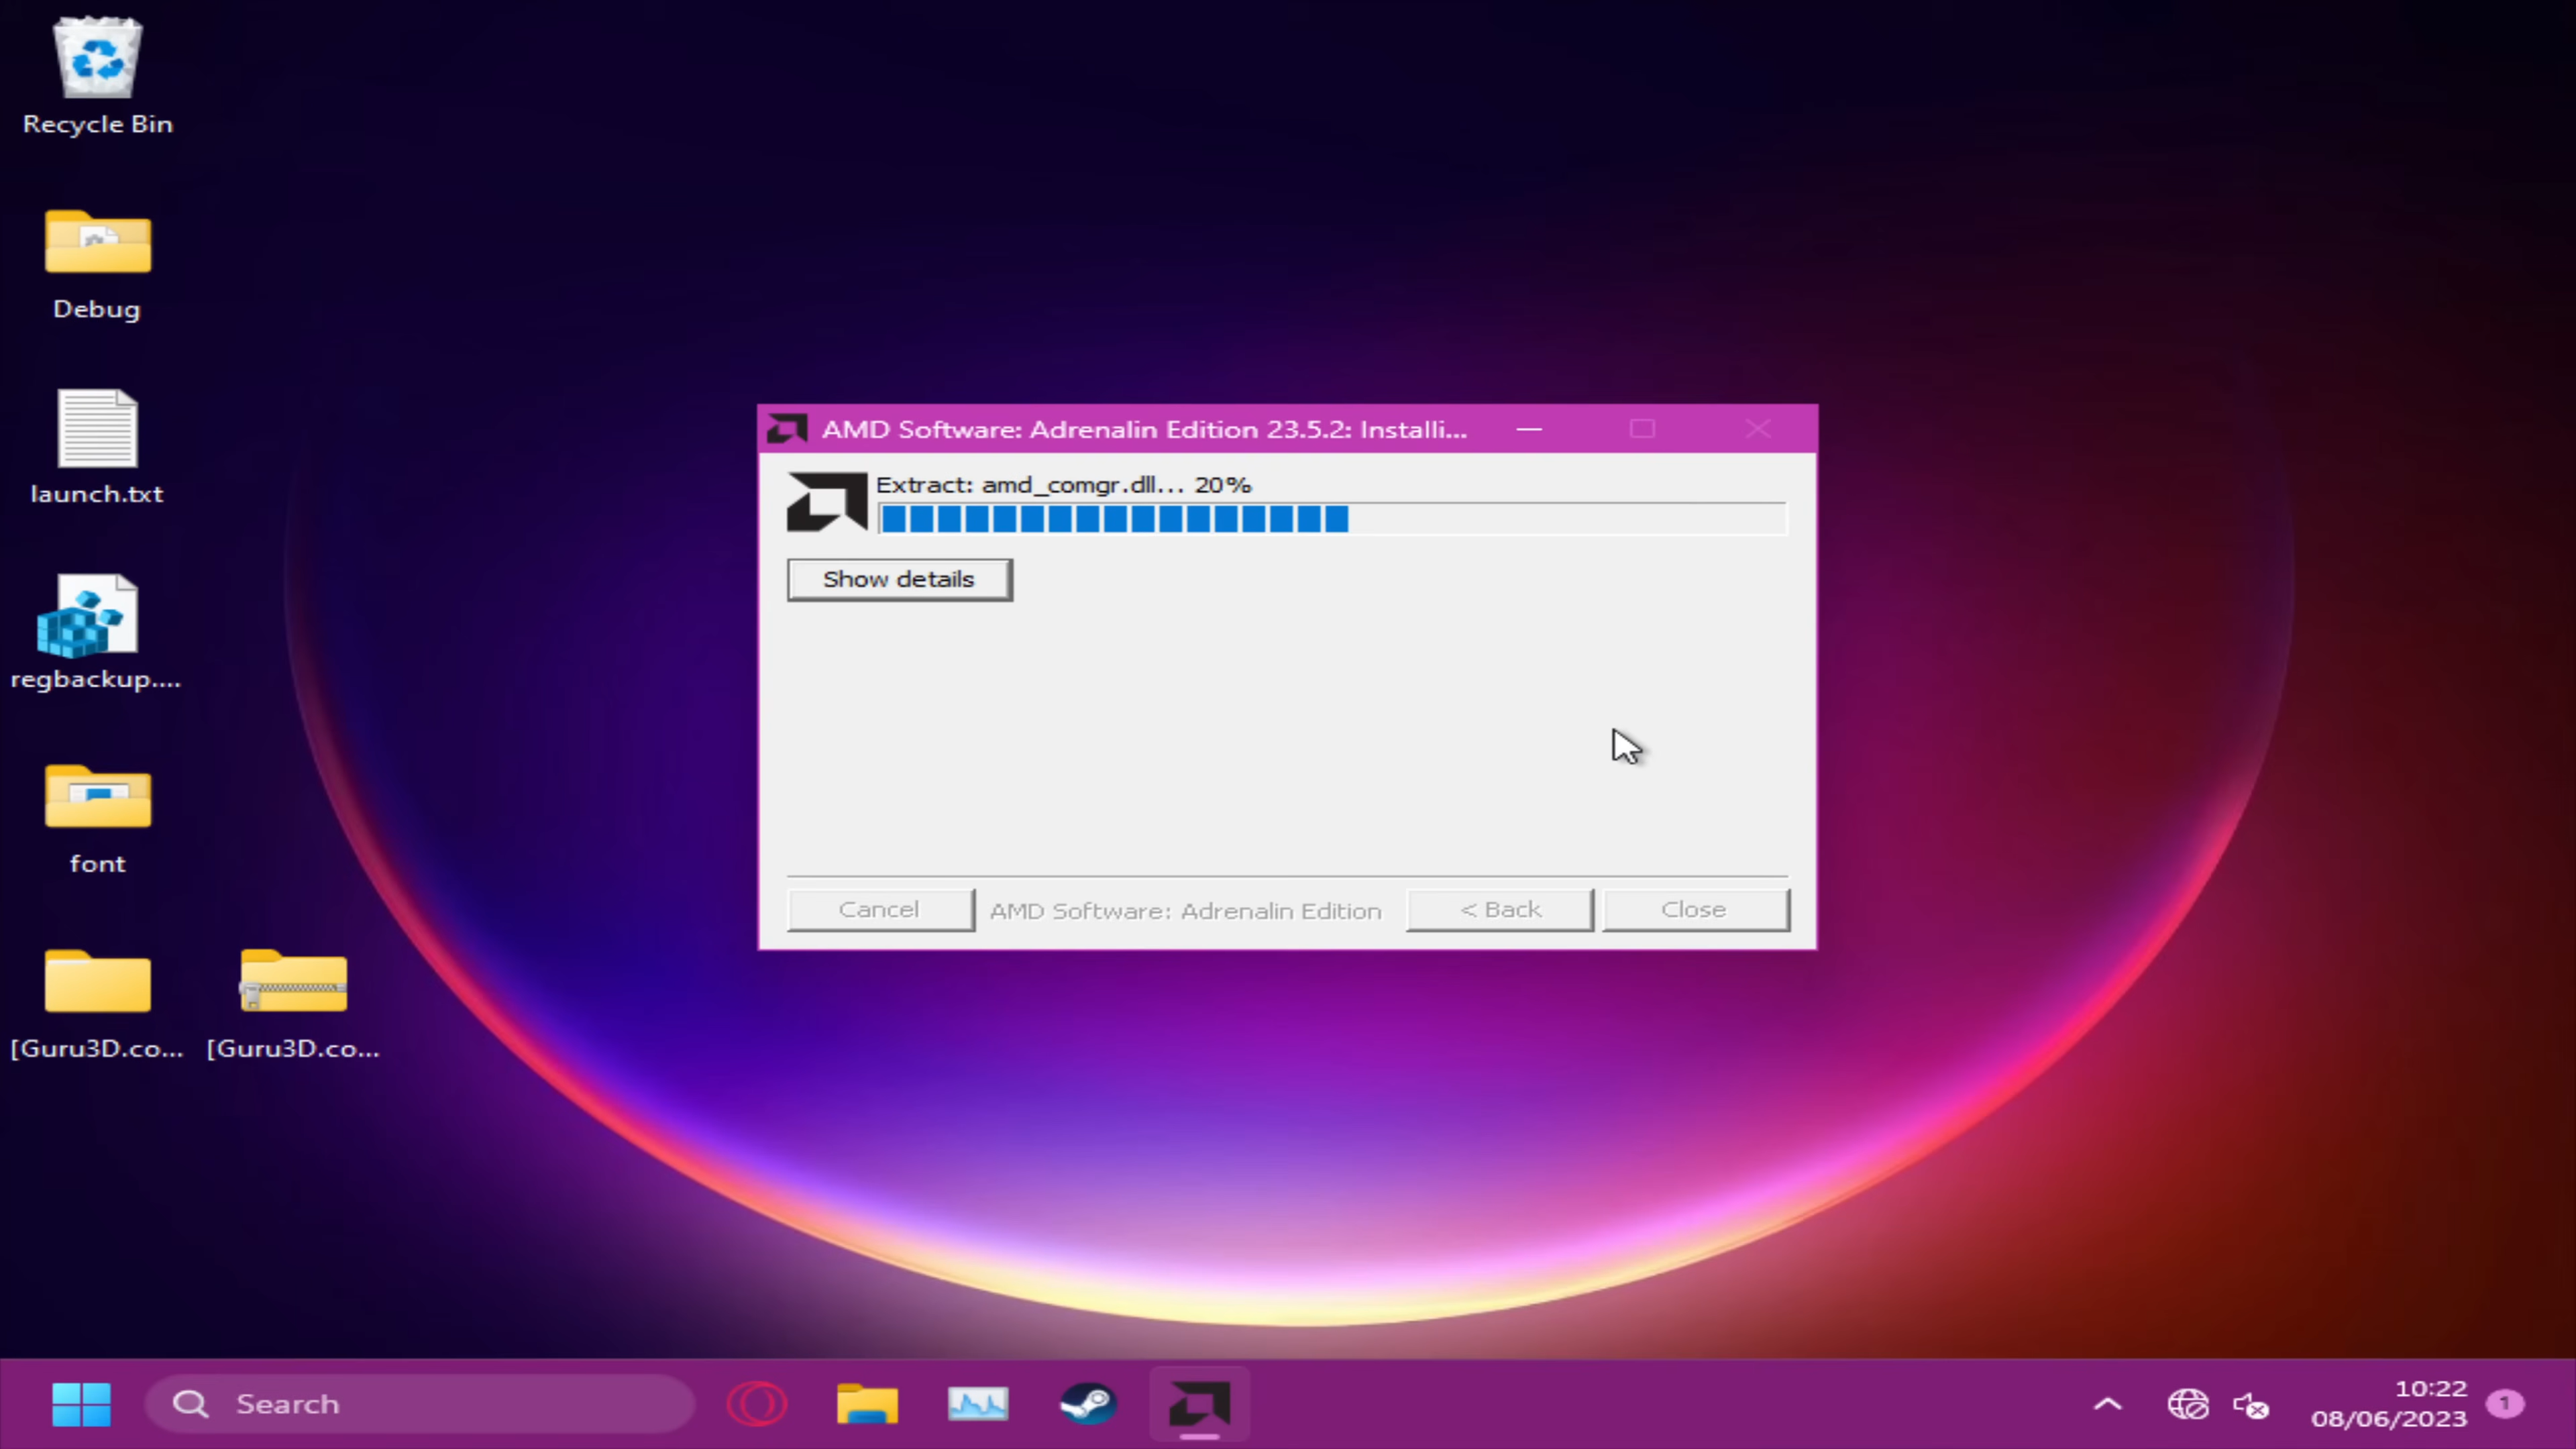 Recycle Bin
Debug
launch.txt
regbackup....
font
[Guru3D.co...
[Guru3D.co...
AMD Software: Adrenalin Edition 23.5.2: Installi...
Extract: amd_comgr.dll... 20%
Show details
Cancel
AMD Software: Adrenalin Edition
< Back
Close
Search
10:22
08/06/2023
1